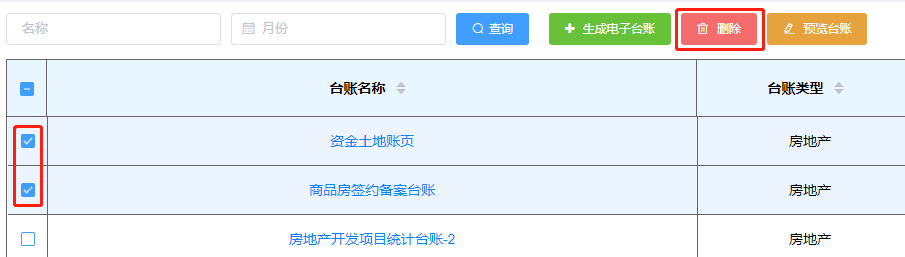 名称 月份 查询 生成电子台账 删除 预览台账
台账名称 台账类型
资金土地账页 房地产
商品房签约备案台账 房地产
房地产开发项目统计台账-2 房地产